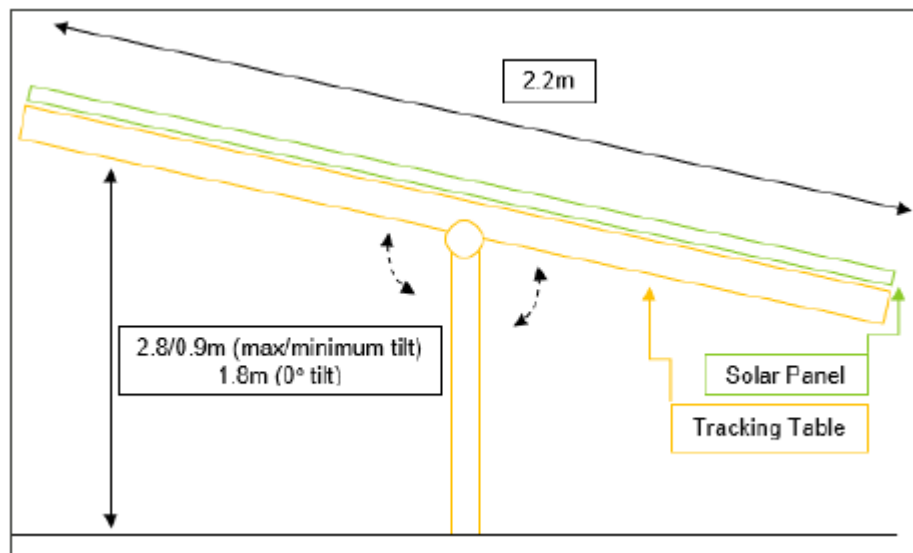 2.2m
2.8/0.9m (max/minimum tilt)
1.8m (0° tilt)
Solar Panel
Tracking Table